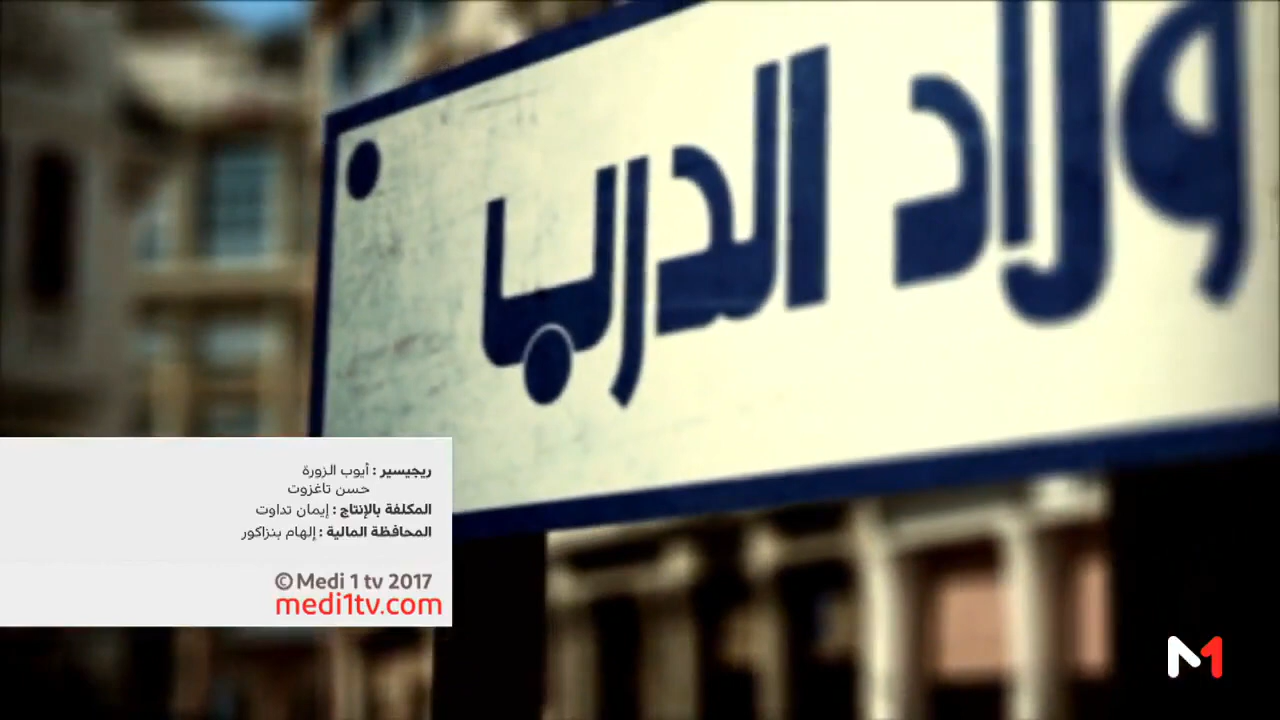 ولاد الدرب
ريجيسير : أيوب الزورة
حسن تاغزوت
المكلفة بالإنتاج : إيمان تداوت
المحافظة المالية : إلهام بنزاكور
© Medi 1 tv 2017
medi1tv.com
M1